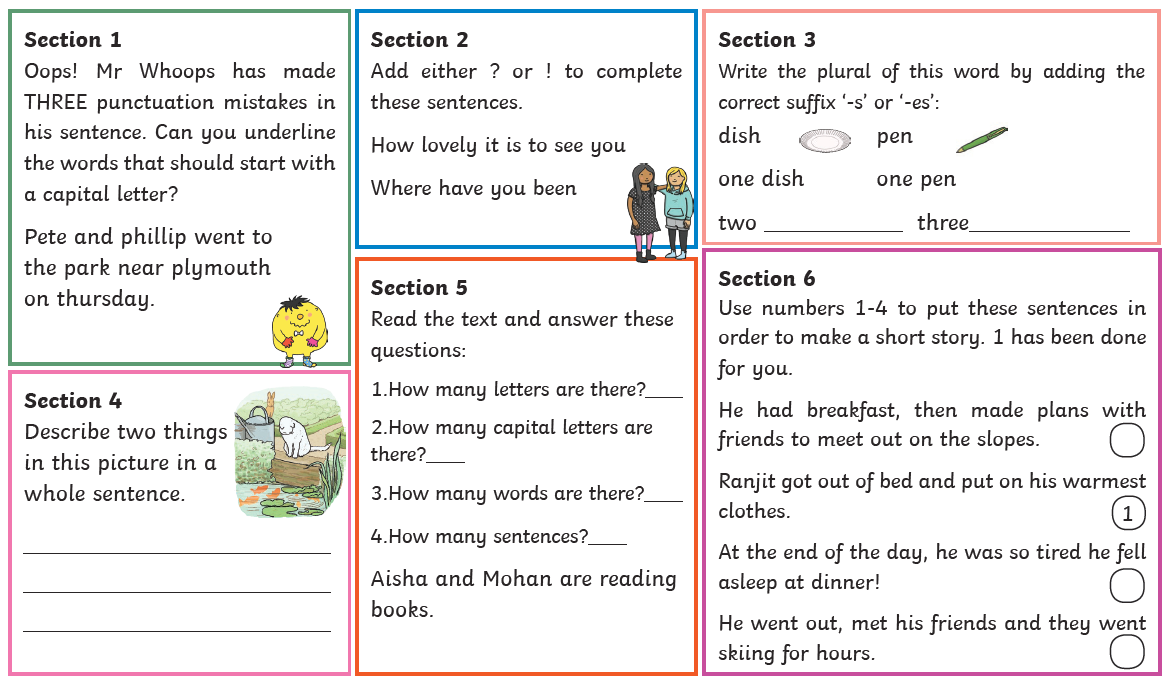 Section 1
Oops! Mr Whoops has made
THREE punctuation mistakes in
his sentence. Can you underline
the words that should start with
a capital letter?
Pete and phillip went to
the park near plymouth
on thursday.
Section 2
Add either ? or ! to complete
these sentences.
How lovely it is to see you
Where have you been
Section 3
Write the plural of this word by adding the
correct suffix ‘-s’ or ‘-es’:
dish pen
one dish one pen
two ____________ three______________
Section 4
Describe two things
in this picture in a
whole sentence.
Section 5
Read the text and answer these
questions:
1.How many letters are there?____
2.How many capital letters are
there?____
3.How many words are there?____
4.How many sentences?____
Aisha and Mohan are reading
books.
Section 6
Use numbers 1-4 to put these sentences in
order to make a short story. 1 has been done
for you.
He had breakfast, then made plans with
friends to meet out on the slopes.
Ranjit got out of bed and put on his warmest
clothes.
1
At the end of the day, he was so tired he fell
asleep at dinner!
He went out, met his friends and they went
skiing for hours.